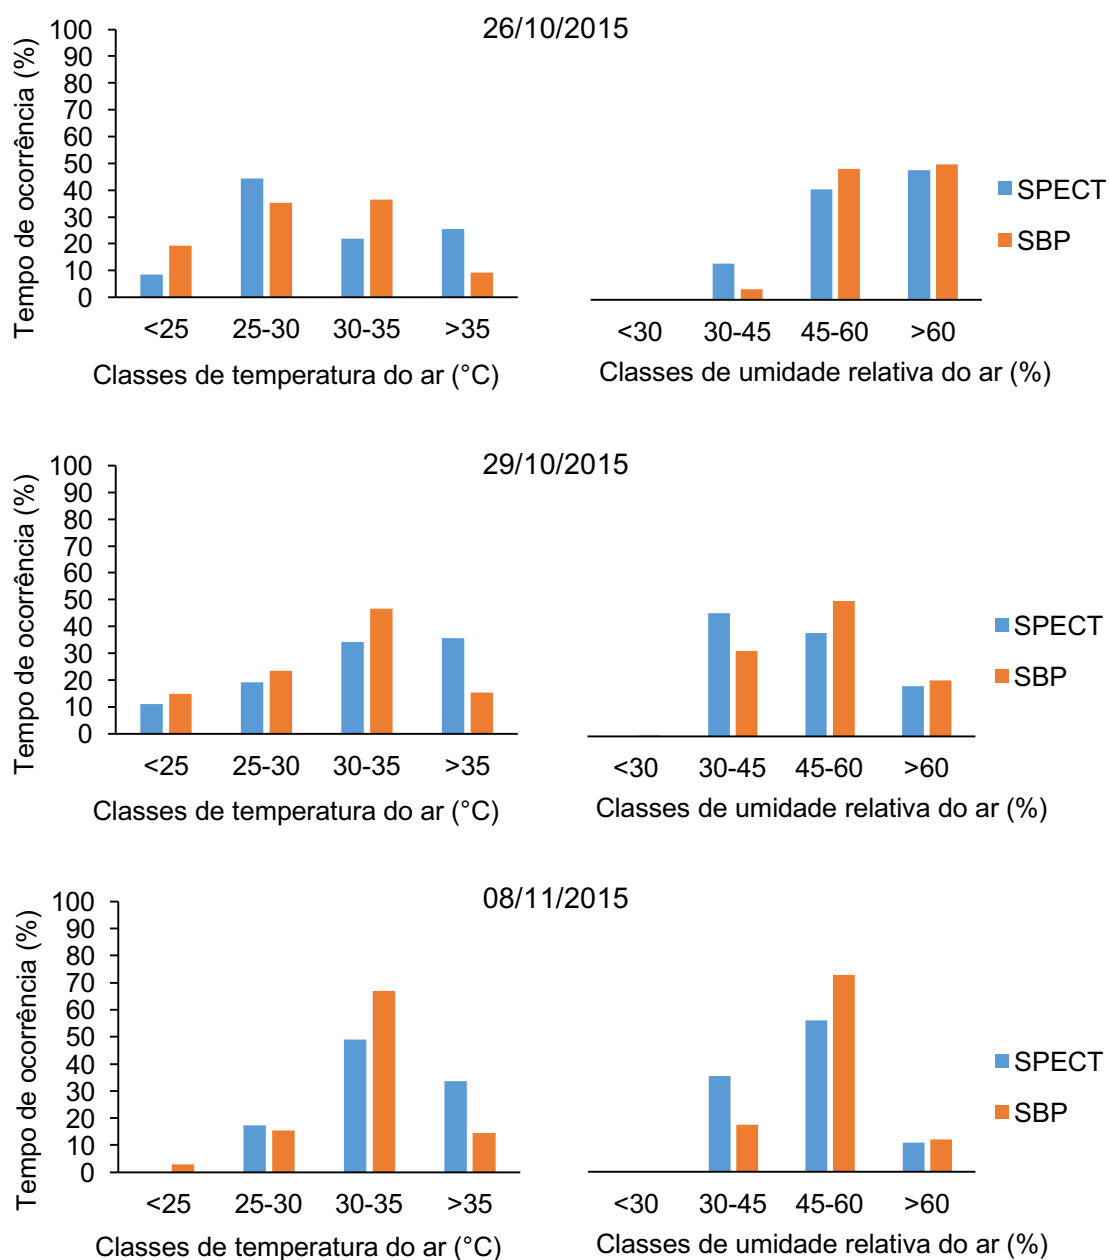 26/10/2015
Tempo de ocorrência (%)
100
90
80
70
60
50
40
30
20
10
0
<25 25-30 30-35 >35
Classes de temperatura do ar (°C)
<30 30-45 45-60 >60
Classes de umidade relativa do ar (%)
SPECT
SBP
29/10/2015
Tempo de ocorrência (%)
100
90
80
70
60
50
40
30
20
10
0
<25 25-30 30-35 >35
Classes de temperatura do ar (°C)
<30 30-45 45-60 >60
Classes de umidade relativa do ar (%)
SPECT
SBP
08/11/2015
Tempo de ocorrência (%)
100
90
80
70
60
50
40
30
20
10
0
<25 25-30 30-35 >35
Classes de temperatura do ar (°C)
<30 30-45 45-60 >60
Classes de umidade relativa do ar (%)
SPECT
SBP